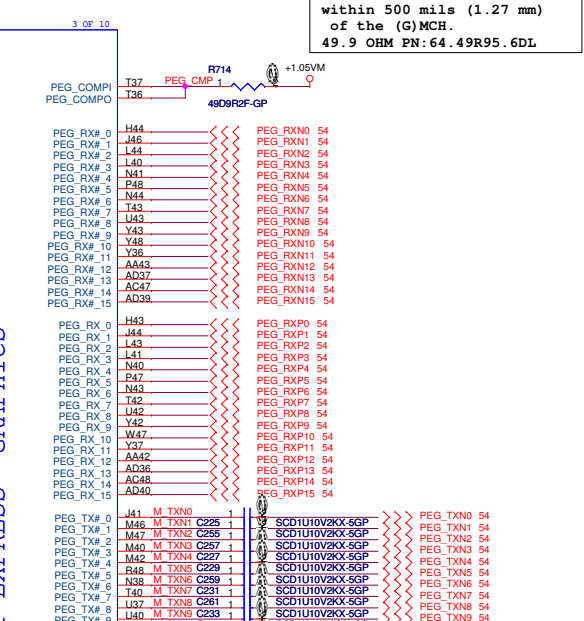 within 500 mils (1.27 mm)
of the (G)MCH.
49.9 OHM PN:64.49R95.6DL
3 OF 10
R714
+1.05VM
PEG_COMPI T37 PEG_CMP 1
PEG_COMPO T36
49D9R2F-GP
PEG_RX#_0 H44 PEG_RXN0 54
PEG_RX#_1 J46 PEG_RXN1 54
PEG_RX#_2 L44 PEG_RXN2 54
PEG_RX#_3 L40 PEG_RXN3 54
PEG_RX#_4 N41 PEG_RXN4 54
PEG_RX#_5 P48 PEG_RXN5 54
PEG_RX#_6 N44 PEG_RXN6 54
PEG_RX#_7 T43 PEG_RXN7 54
PEG_RX#_8 U43 PEG_RXN8 54
PEG_RX#_9 Y43 PEG_RXN9 54
PEG_RX#_10 Y48 PEG_RXN10 54
PEG_RX#_11 Y36 PEG_RXN11 54
PEG_RX#_12 AA43 PEG_RXN12 54
PEG_RX#_13 AD37 PEG_RXN13 54
PEG_RX#_14 AC47 PEG_RXN14 54
PEG_RX#_15 AD39 PEG_RXN15 54
PEG_RX_0 H43 PEG_RXP0 54
PEG_RX_1 J44 PEG_RXP1 54
PEG_RX_2 L43 PEG_RXP2 54
PEG_RX_3 L41 PEG_RXP3 54
PEG_RX_4 N40 PEG_RXP4 54
PEG_RX_5 P47 PEG_RXP5 54
PEG_RX_6 N43 PEG_RXP6 54
PEG_RX_7 T42 PEG_RXP7 54
PEG_RX_8 U42 PEG_RXP8 54
PEG_RX_9 Y42 PEG_RXP9 54
PEG_RX_10 W47 PEG_RXP10 54
PEG_RX_11 Y37 PEG_RXP11 54
PEG_RX_12 AA42 PEG_RXP12 54
PEG_RX_13 AD36 PEG_RXP13 54
PEG_RX_14 AC48 PEG_RXP14 54
PEG_RX_15 AD40 PEG_RXP15 54
PEG_TX#_0 J41 M_TXN0 1 PEG_TXN0 54
PEG_TX#_1 M46 M_TXN1 C225 1 SCD1U10V2KX-5GP PEG_TXN1 54
PEG_TX#_2 M47 M_TXN2 C255 1 SCD1U10V2KX-5GP PEG_TXN2 54
PEG_TX#_3 M40 M_TXN3 C257 1 SCD1U10V2KX-5GP PEG_TXN3 54
PEG_TX#_4 M42 M_TXN4 C227 1 SCD1U10V2KX-5GP PEG_TXN4 54
PEG_TX#_5 R48 M_TXN5 C229 1 SCD1U10V2KX-5GP PEG_TXN5 54
PEG_TX#_6 N38 M_TXN6 C259 1 SCD1U10V2KX-5GP PEG_TXN6 54
PEG_TX#_7 T40 M_TXN7 C231 1 SCD1U10V2KX-5GP PEG_TXN7 54
PEG_TX#_8 U37 M_TXN8 C261 1 SCD1U10V2KX-5GP PEG_TXN8 54
PEG_TX#_9 U40 M_TXN9 C233 1 SCD1U10V2KX-5GP PEG_TXN9 54